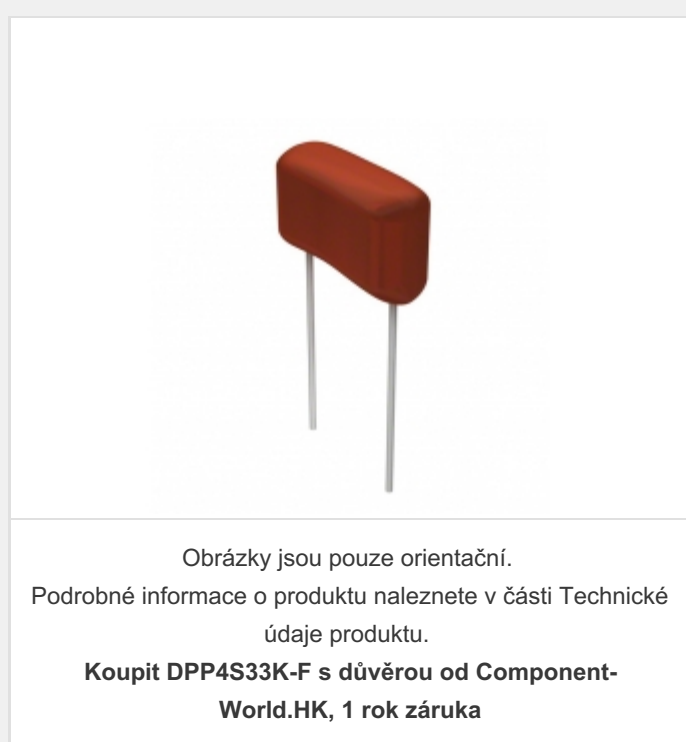 Obrázky jsou pouze orientační.
Podrobné informace o produktu naleznete v části Technické
údaje produktu.
Koupit DPP4S33K-F s důvěrou od Component-
World.HK, 1 rok záruka